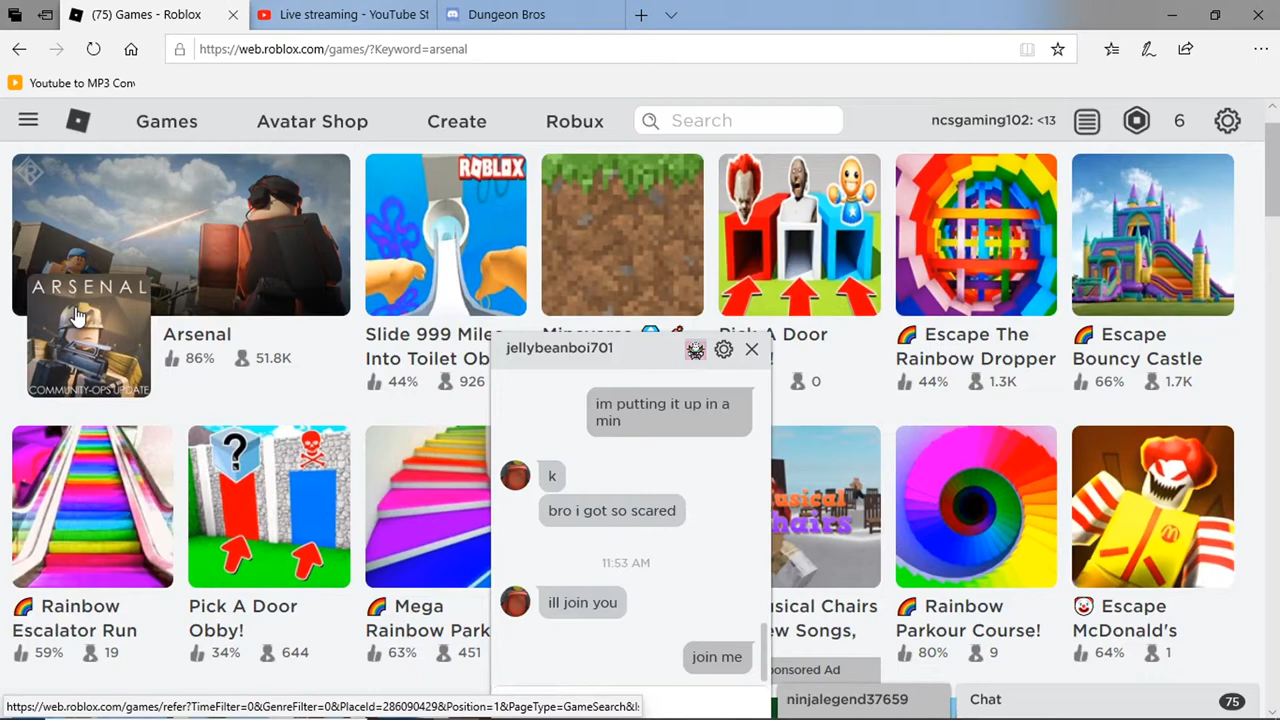 (75) Games - Roblox
Live streaming - YouTube St
Dungeon Bros
https://web.roblox.com/games/?Keyword=arsenal
Youtube to MP3 Conv
Games
Avatar Shop
Create
Robux
Search
ncsgaming102: <13
6
ARSENAL
COMMUNITY-OPS UPDATE
Arsenal
86% 51.8K
ROBLOX
Slide 999 Miles
Into Toilet Ob
44% 926
Pick A Door
0
Escape The
Rainbow Dropper
44% 1.3K
Escape
Bouncy Castle
66% 1.7K
Rainbow
Escalator Run
59% 19
?
Pick A Door
Obby!
34% 644
Mega
Rainbow Park
63% 451
usical
hairs
usical Chairs
ew Songs,
Rainbow
Parkour Course!
80% 9
Escape
McDonald's
64% 1
jellybeanboi701
im putting it up in a
min
k
bro i got so scared
11:53 AM
ill join you
join me
ponsored Ad
ninjalegend37659
Chat
75
https://web.roblox.com/games/refer?TimeFilter=0&GenreFilter=0&PlaceId=286090429&Position=1&PageType=GameSearch&l